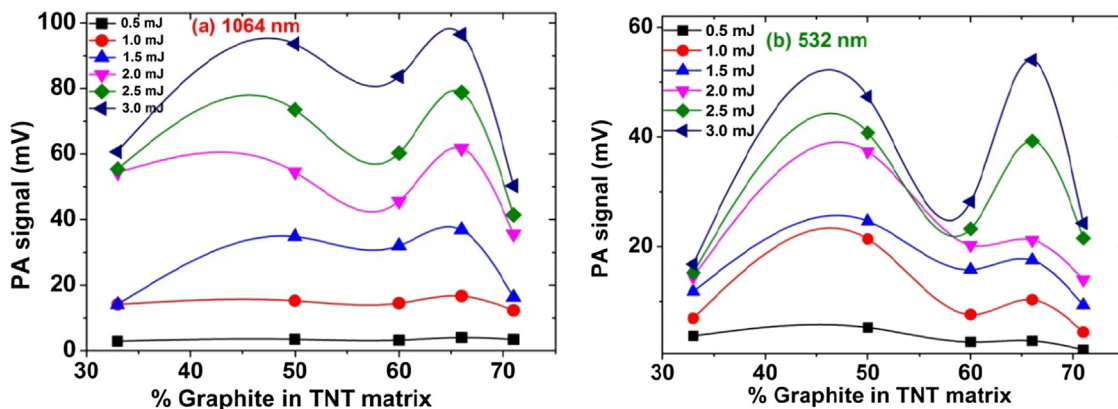 (a) 1064 nm
0.5 mJ
1.0 mJ
1.5 mJ
2.0 mJ
2.5 mJ
3.0 mJ
100
80
60
40
20
0
PA signal (mV)
30 40 50 60 70
% Graphite in TNT matrix
(b) 532 nm
0.5 mJ
1.0 mJ
1.5 mJ
2.0 mJ
2.5 mJ
3.0 mJ
60
40
20
PA signal (mV)
30 40 50 60 70
% Graphite in TNT matrix